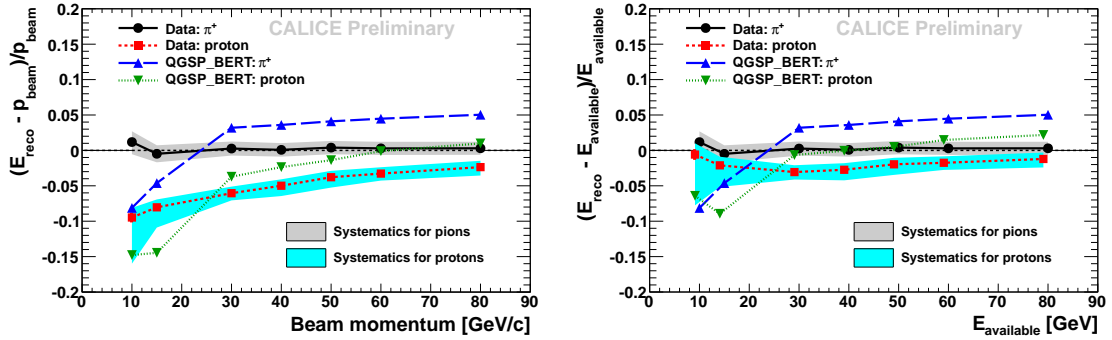 (E_reco - p_beam)/p_beam
0.2
0.15
0.1
0.05
0
-0.05
-0.1
-0.15
-0.2
Data: π⁺
Data: proton
QGSP_BERT: π⁺
QGSP_BERT: proton
CALICE Preliminary
Systematics for pions
Systematics for protons
0 10 20 30 40 50 60 70 80 90
Beam momentum [GeV/c]
(E_reco - E_available)/E_available
0.2
0.15
0.1
0.05
0
-0.05
-0.1
-0.15
-0.2
Data: π⁺
Data: proton
QGSP_BERT: π⁺
QGSP_BERT: proton
CALICE Preliminary
Systematics for pions
Systematics for protons
0 10 20 30 40 50 60 70 80 90
E_available [GeV]